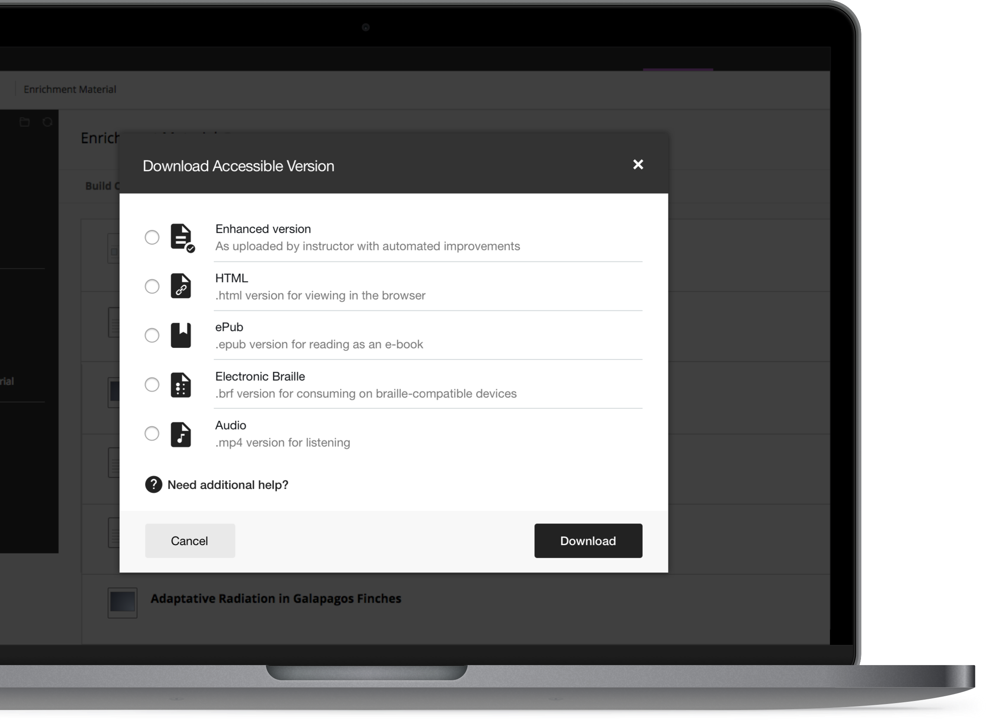 Enrichment Material
Enrich
Download Accessible Version
Build
Enhanced version
As uploaded by instructor with automated improvements
HTML
.html version for viewing in the browser
ePub
.epub version for reading as an e-book
rial
Electronic Braille
.brf version for consuming on braille-compatible devices
Audio
.mp4 version for listening
? Need additional help?
Cancel
Download
Adaptative Radiation in Galapagos Finches